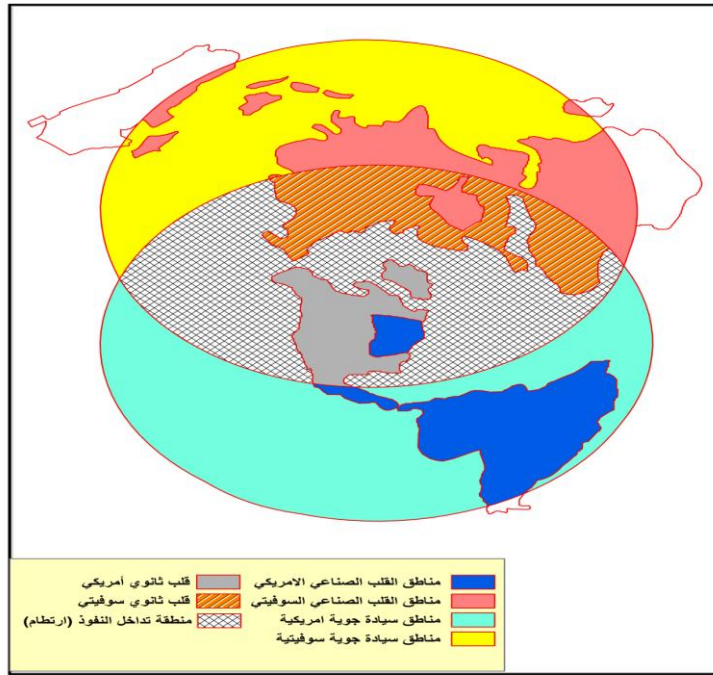 مناطق القلب الصناعي الامريكي
مناطق القلب الصناعي السوفيتي
مناطق سيادة جوية امريكية
مناطق سيادة جوية سوفيتية
قلب ثانوي أمريكي
قلب ثانوي سوفيتي
منطقة تداخل النفوذ (ارتطام)